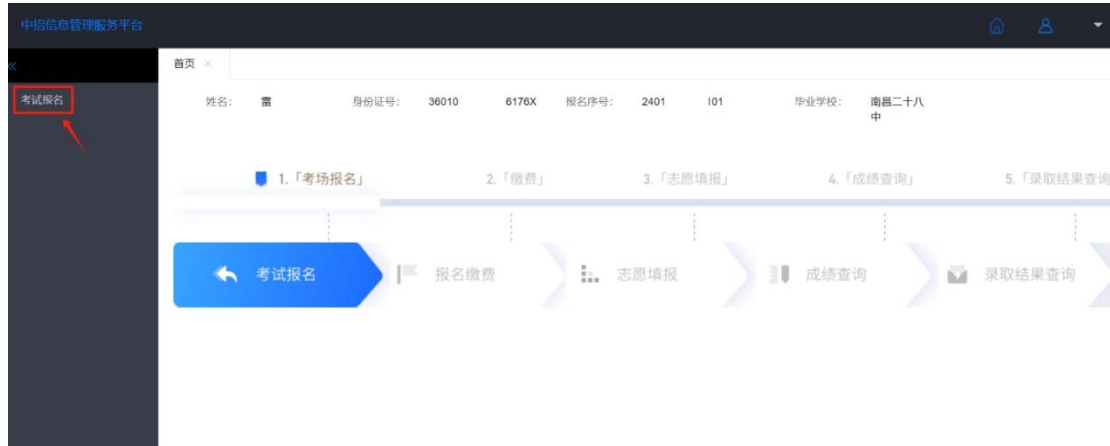 中招信息管理服务平台
首页 ×
考试报名
姓名: 雷 身份证号: 36010 6176X 报名序号: 2401 I01 毕业学校: 南昌二十八
中
1.「考场报名」 2.「缴费」 3.「志愿填报」 4.「成绩查询」 5.「录取结果查询
考试报名 报名缴费 志愿填报 成绩查询 录取结果查询